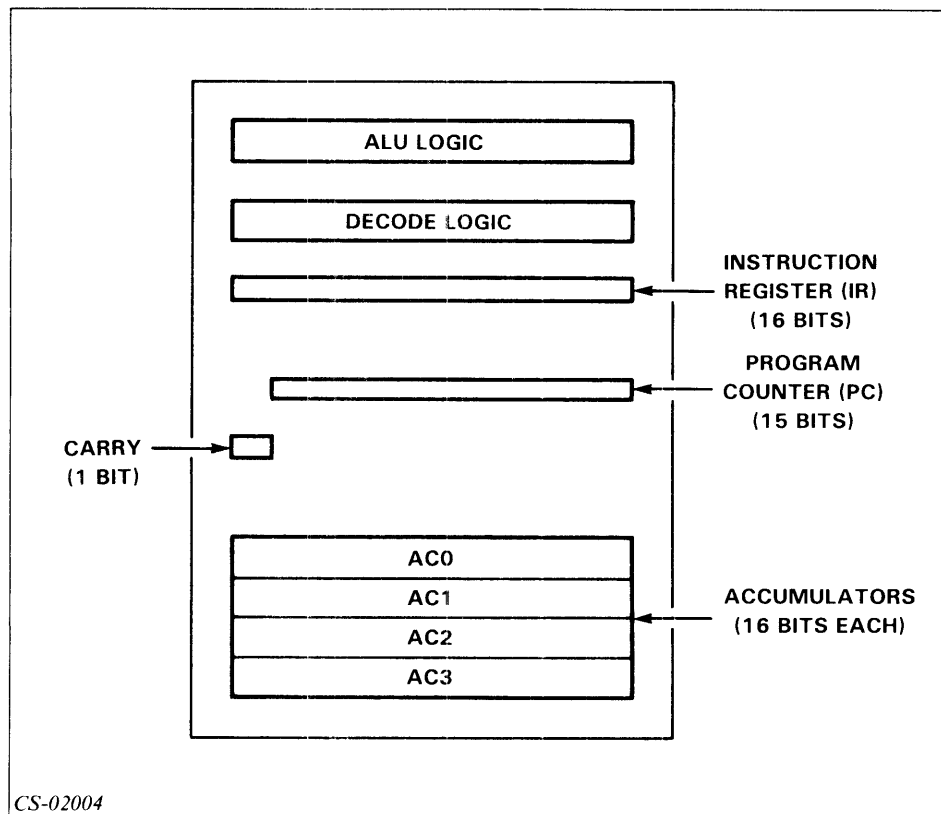 ALU LOGIC
DECODE LOGIC
INSTRUCTION
REGISTER (IR)
(16 BITS)
PROGRAM
COUNTER (PC)
(15 BITS)
CARRY
(1 BIT)
AC0
AC1
AC2
AC3
ACCUMULATORS
(16 BITS EACH)
CS-02004